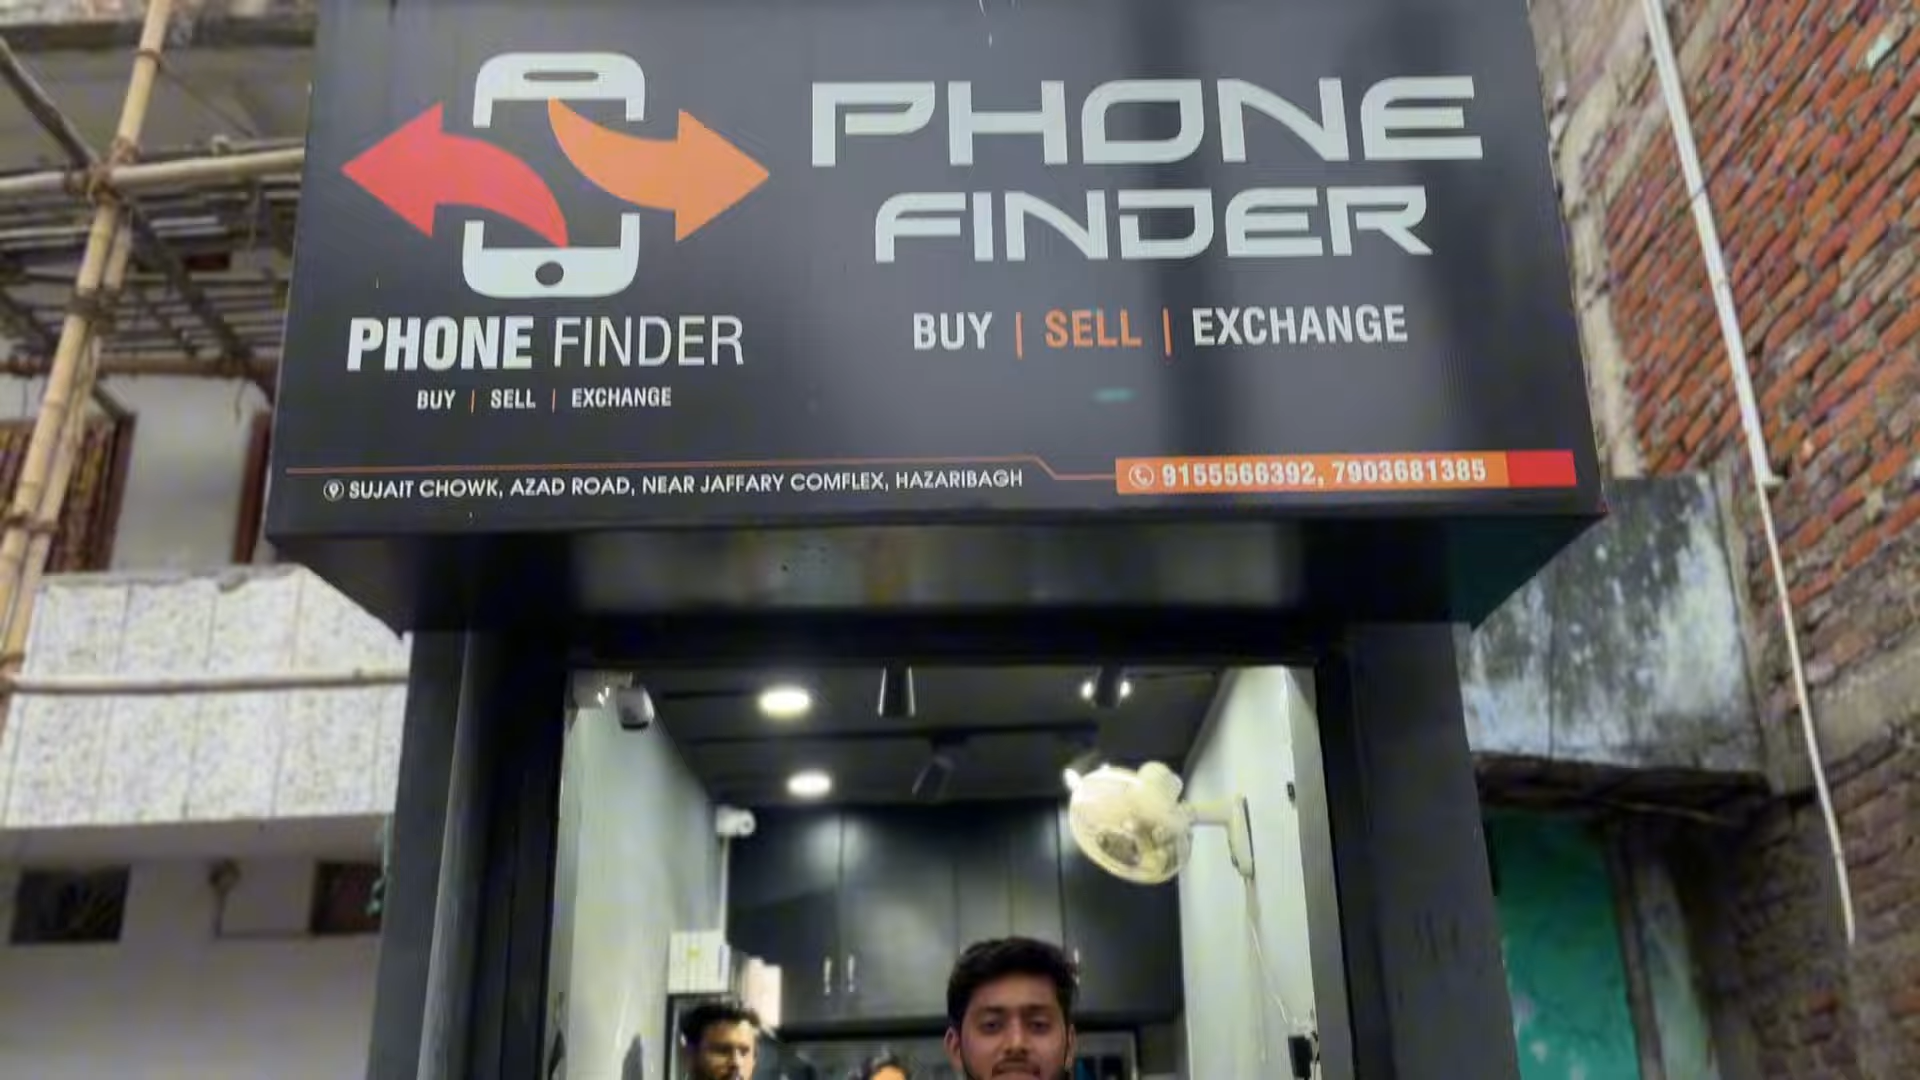 PHONE FINDER
BUY | SELL | EXCHANGE
PHONE
FINDER
BUY | SELL | EXCHANGE
SUJAIT CHOWK, AZAD ROAD, NEAR JAFFARY COMFLEX, HAZARIBAGH
9155566392, 7903681385